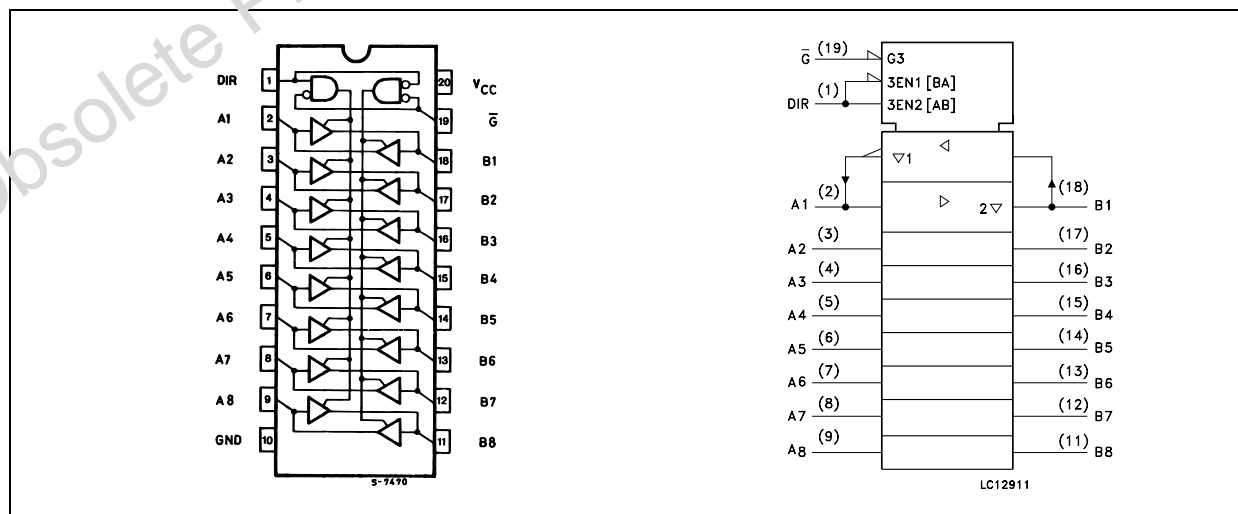 Obsolete P
DIR 1 20 VCC
A1 2 19 G̅
A2 3 18 B1
A3 4 17 B2
A4 5 16 B3
A5 6 15 B4
A6 7 14 B5
A7 8 13 B6
A8 9 12 B7
GND 10 11 B8
S-7470
G̅ (19) G3
3EN1 [BA]
DIR (1) 3EN2 [AB]
▽1 ◁
A1 (2) ▷ 2▽ (18) B1
A2 (3) (17) B2
A3 (4) (16) B3
A4 (5) (15) B4
A5 (6) (14) B5
A6 (7) (13) B6
A7 (8) (12) B7
A8 (9) (11) B8
LC12911